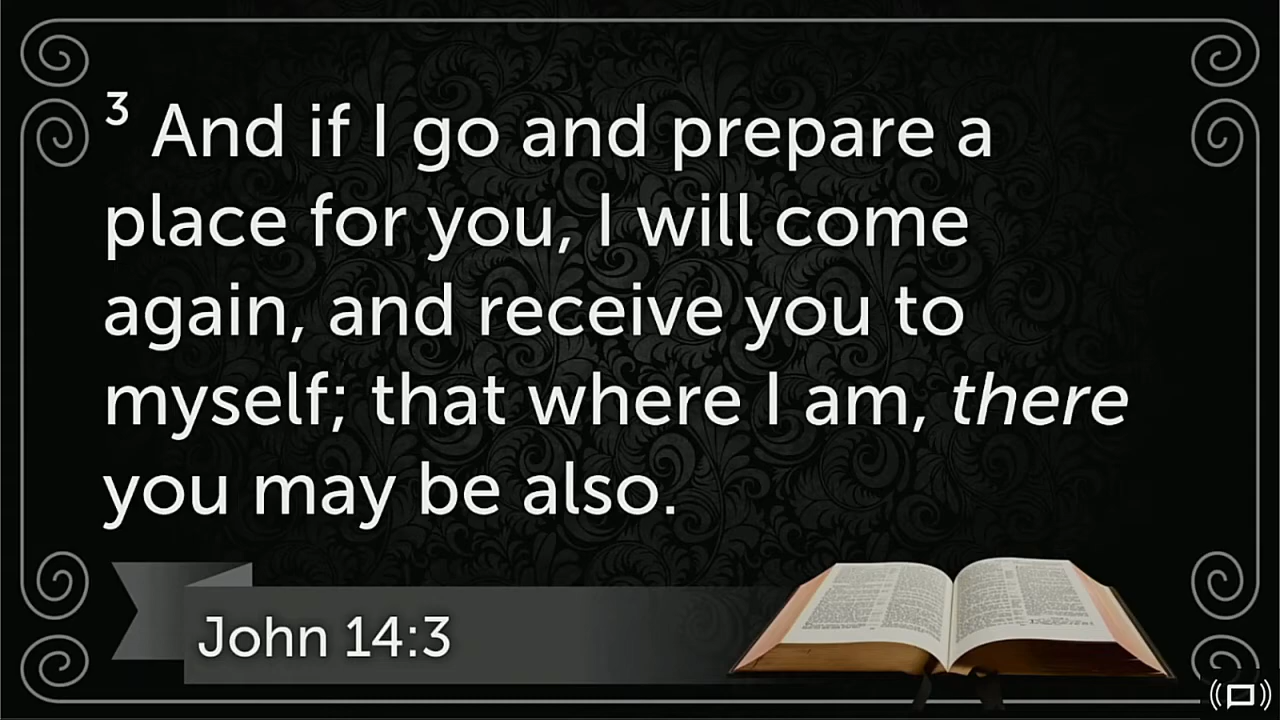 3 And if I go and prepare a
place for you, I will come
again, and receive you to
myself; that where I am, there
you may be also.
John 14:3